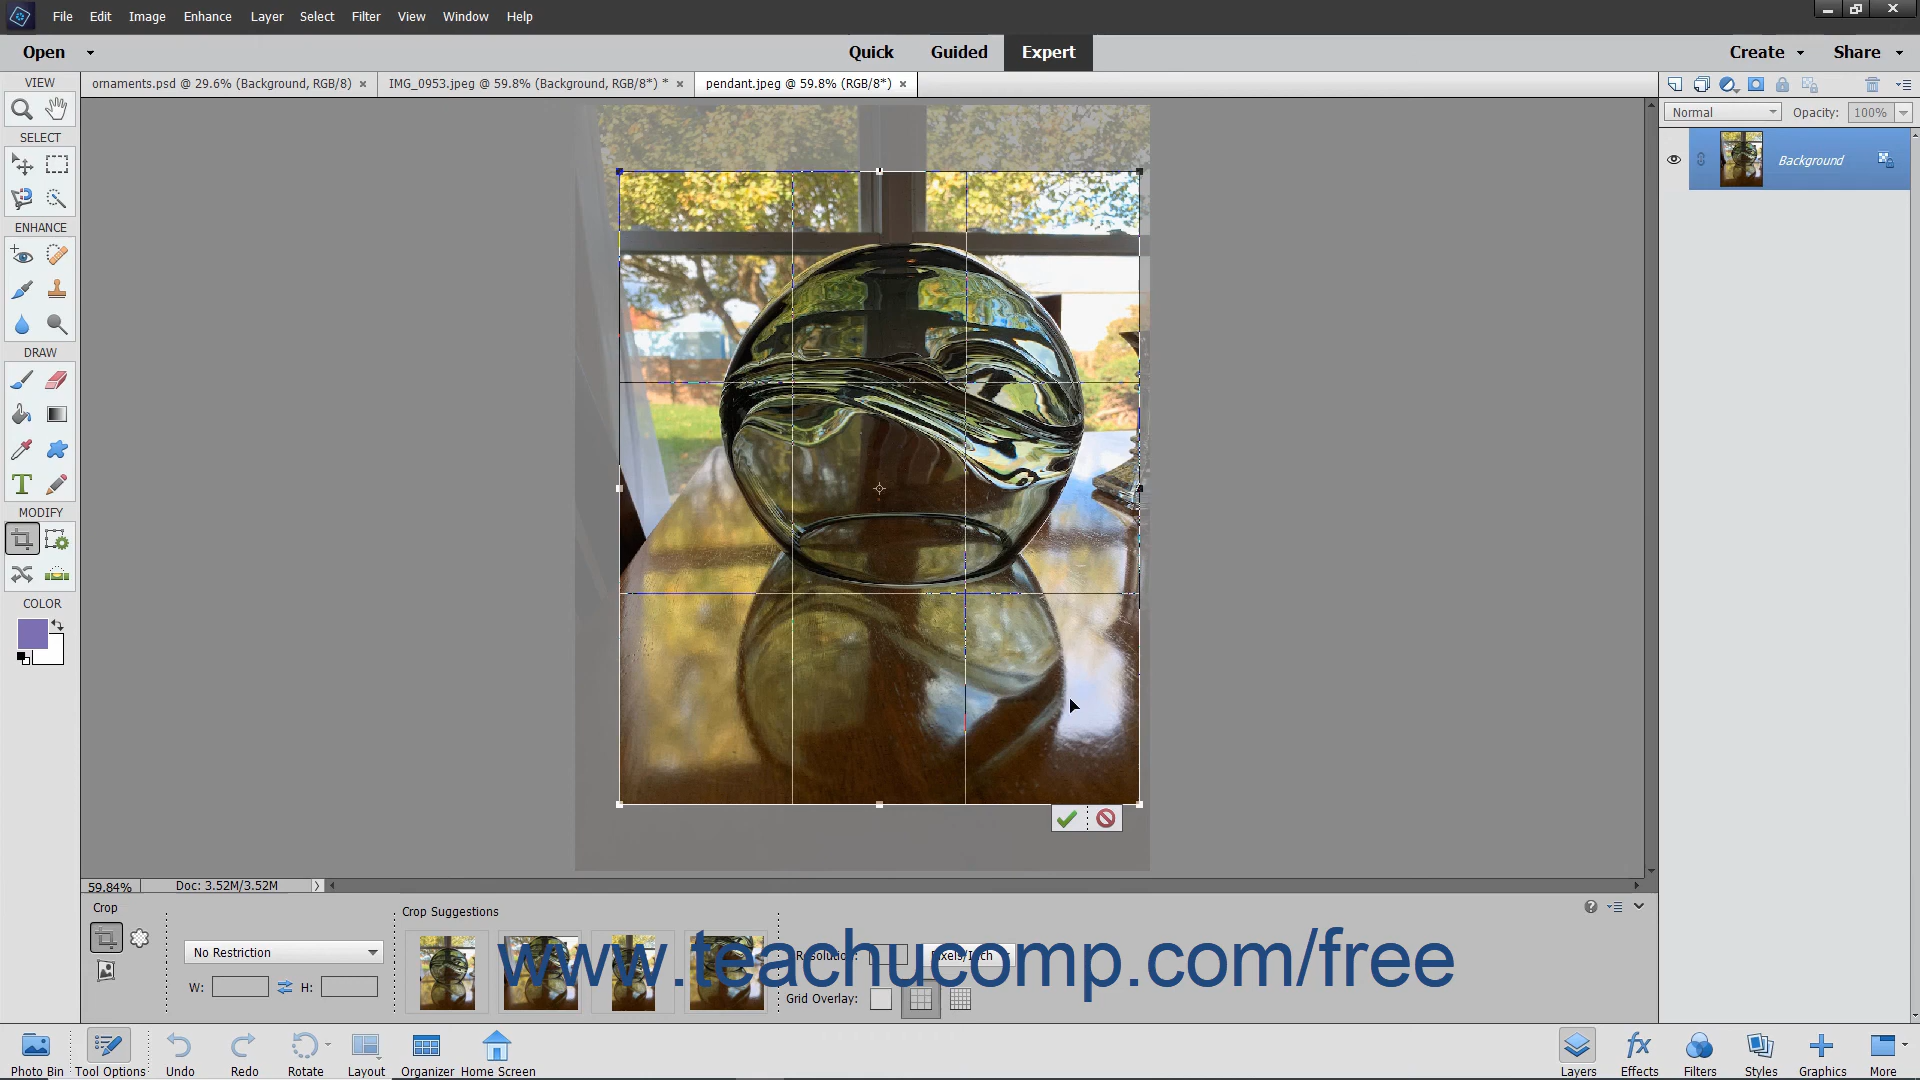 File Edit Image Enhance Layer Select Filter View Window Help
Open Quick Guided Expert Create Share
VIEW
ornaments.psd @ 29.6% (Background, RGB/8) × IMG_0953.jpeg @ 59.8% (Background, RGB/8*) * × pendant.jpeg @ 59.8% (RGB/8*) ×
Normal Opacity: 100%
SELECT
Background
ENHANCE
DRAW
T
MODIFY
COLOR
59.84% Doc: 3.52M/3.52M
Crop
Crop Suggestions
No Restriction
Resolution: Pixels/Inch
W: H:
Grid Overlay:
www.teachucomp.com/free
Photo Bin Tool Options Undo Redo Rotate Layout Organizer Home Screen
fx
Layers Effects Filters Styles Graphics More